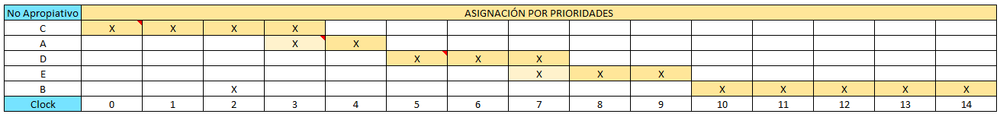 No Apropiativo ASIGNACIÓN POR PRIORIDADES
C X X X X
A X X
D X X X
E X X X
B X X X X X X
Clock 0 1 2 3 4 5 6 7 8 9 10 11 12 13 14